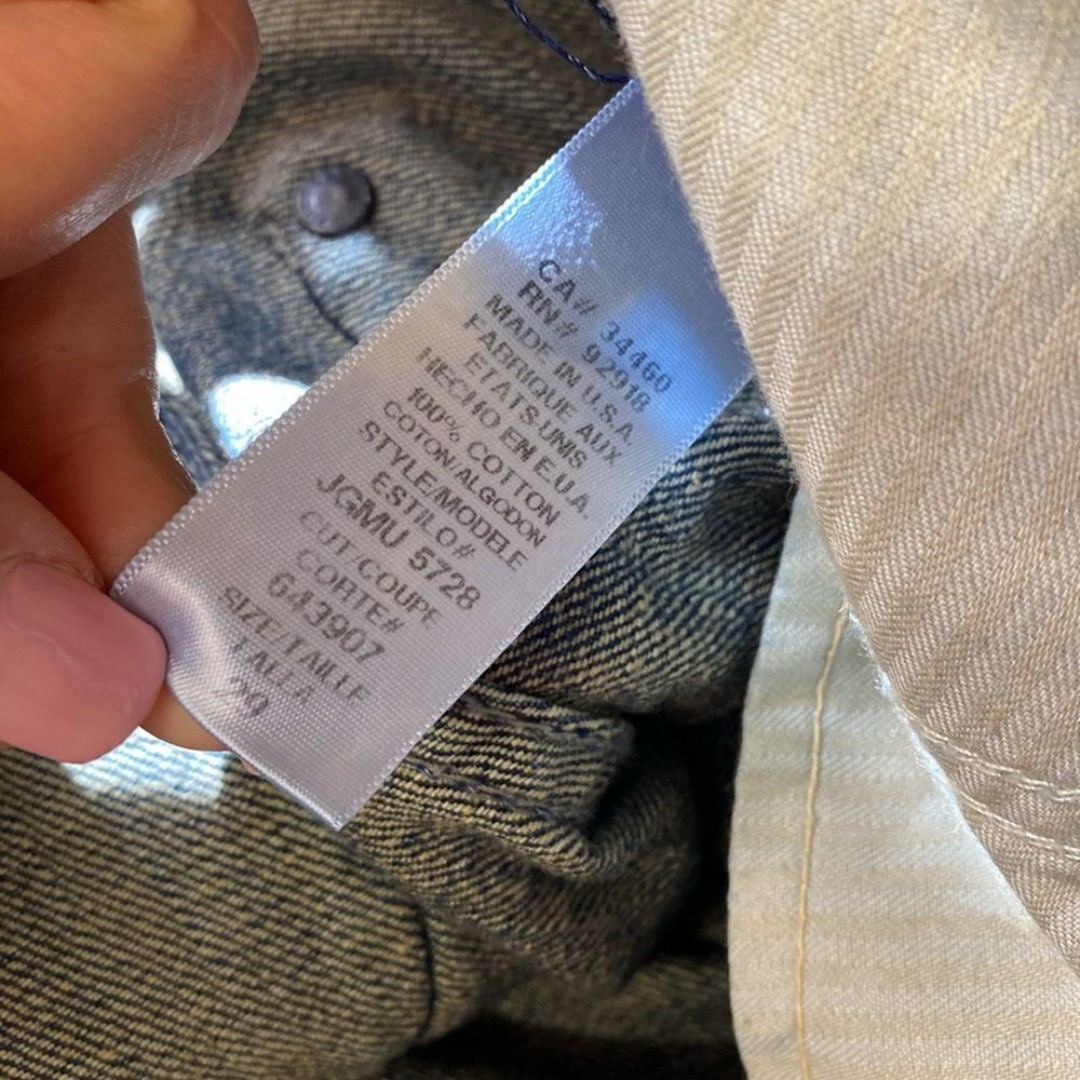 CA# 34460
RN# 92918
MADE IN U.S.A.
FABRIQUE AUX
ETATS-UNIS
HECHO EN E.U.A.
100% COTTON
COTON/ALGODON
STYLE/MODELE
ESTILO#
JGMU 5728
CUT/COUPE
CORTE#
643907
SIZE/TAILLE
TALLA
29